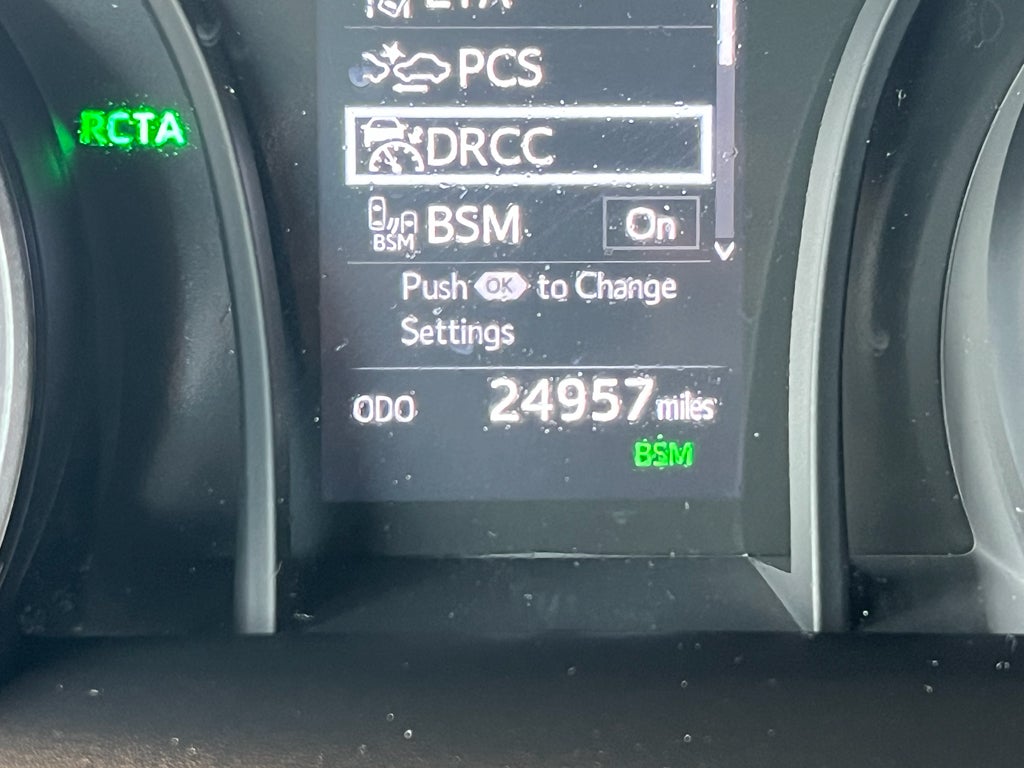 PCS
RCTA
DRCC
BSM BSM On
Push OK to Change
Settings
ODO 24957 miles
BSM